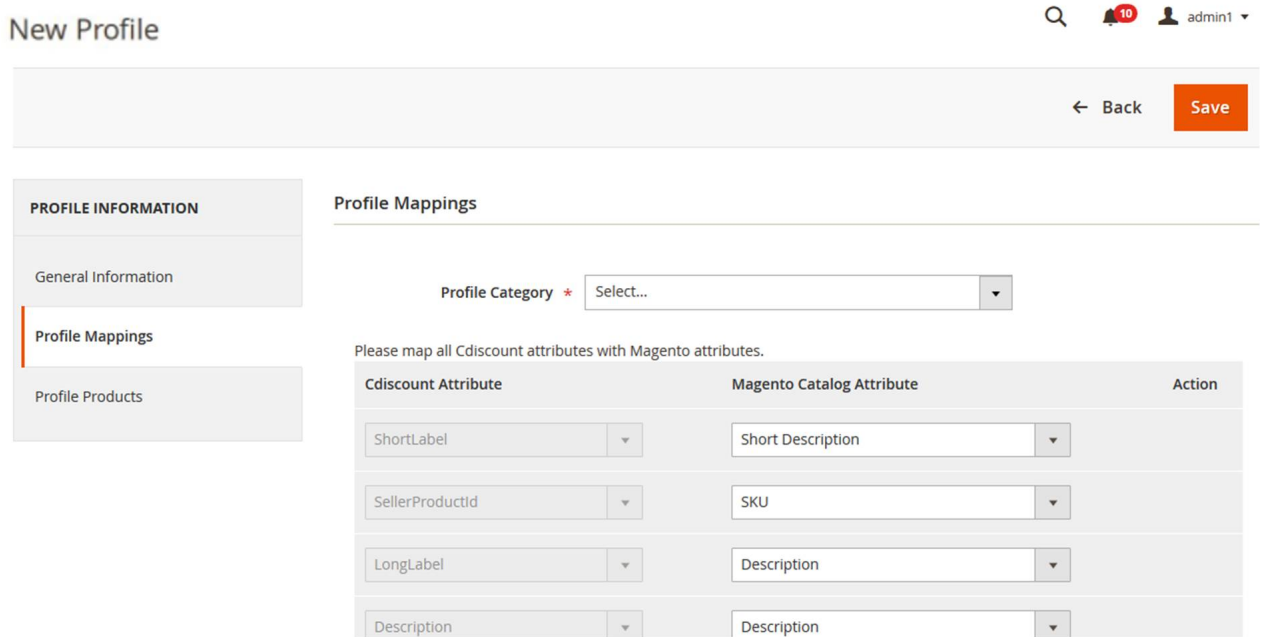 New Profile
10
admin1
← Back
Save
PROFILE INFORMATION
General Information
Profile Mappings
Profile Products
Profile Mappings
Profile Category *
Select...
Please map all Cdiscount attributes with Magento attributes.
Cdiscount Attribute Magento Catalog Attribute Action
ShortLabel Short Description
SellerProductId SKU
LongLabel Description
Description Description